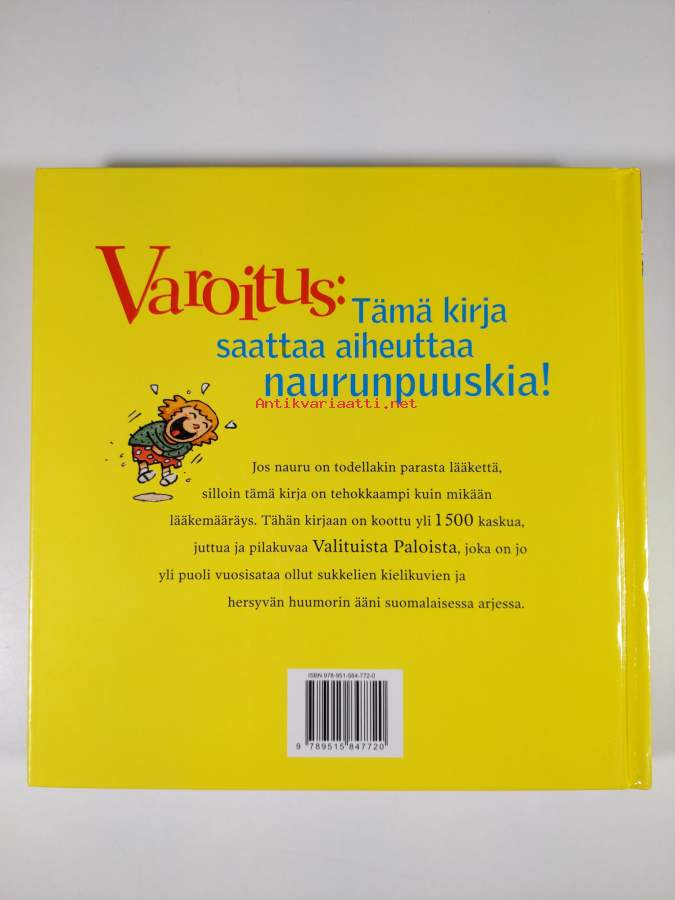 Varoitus: Tämä kirja
saattaa aiheuttaa
naurunpuuskia!
Antikvariaatti.net
Jos nauru on todellakin parasta lääkettä,
silloin tämä kirja on tehokkaampi kuin mikään
lääkemääräys. Tähän kirjaan on koottu yli 1500 kaskua,
juttua ja pilakuvaa Valituista Paloista, joka on jo
yli puoli vuosisataa ollut sukkelien kielikuvien ja
hersyvän huumorin ääni suomalaisessa arjessa.
ISBN 978-951-584-772-0
9 789515 847720